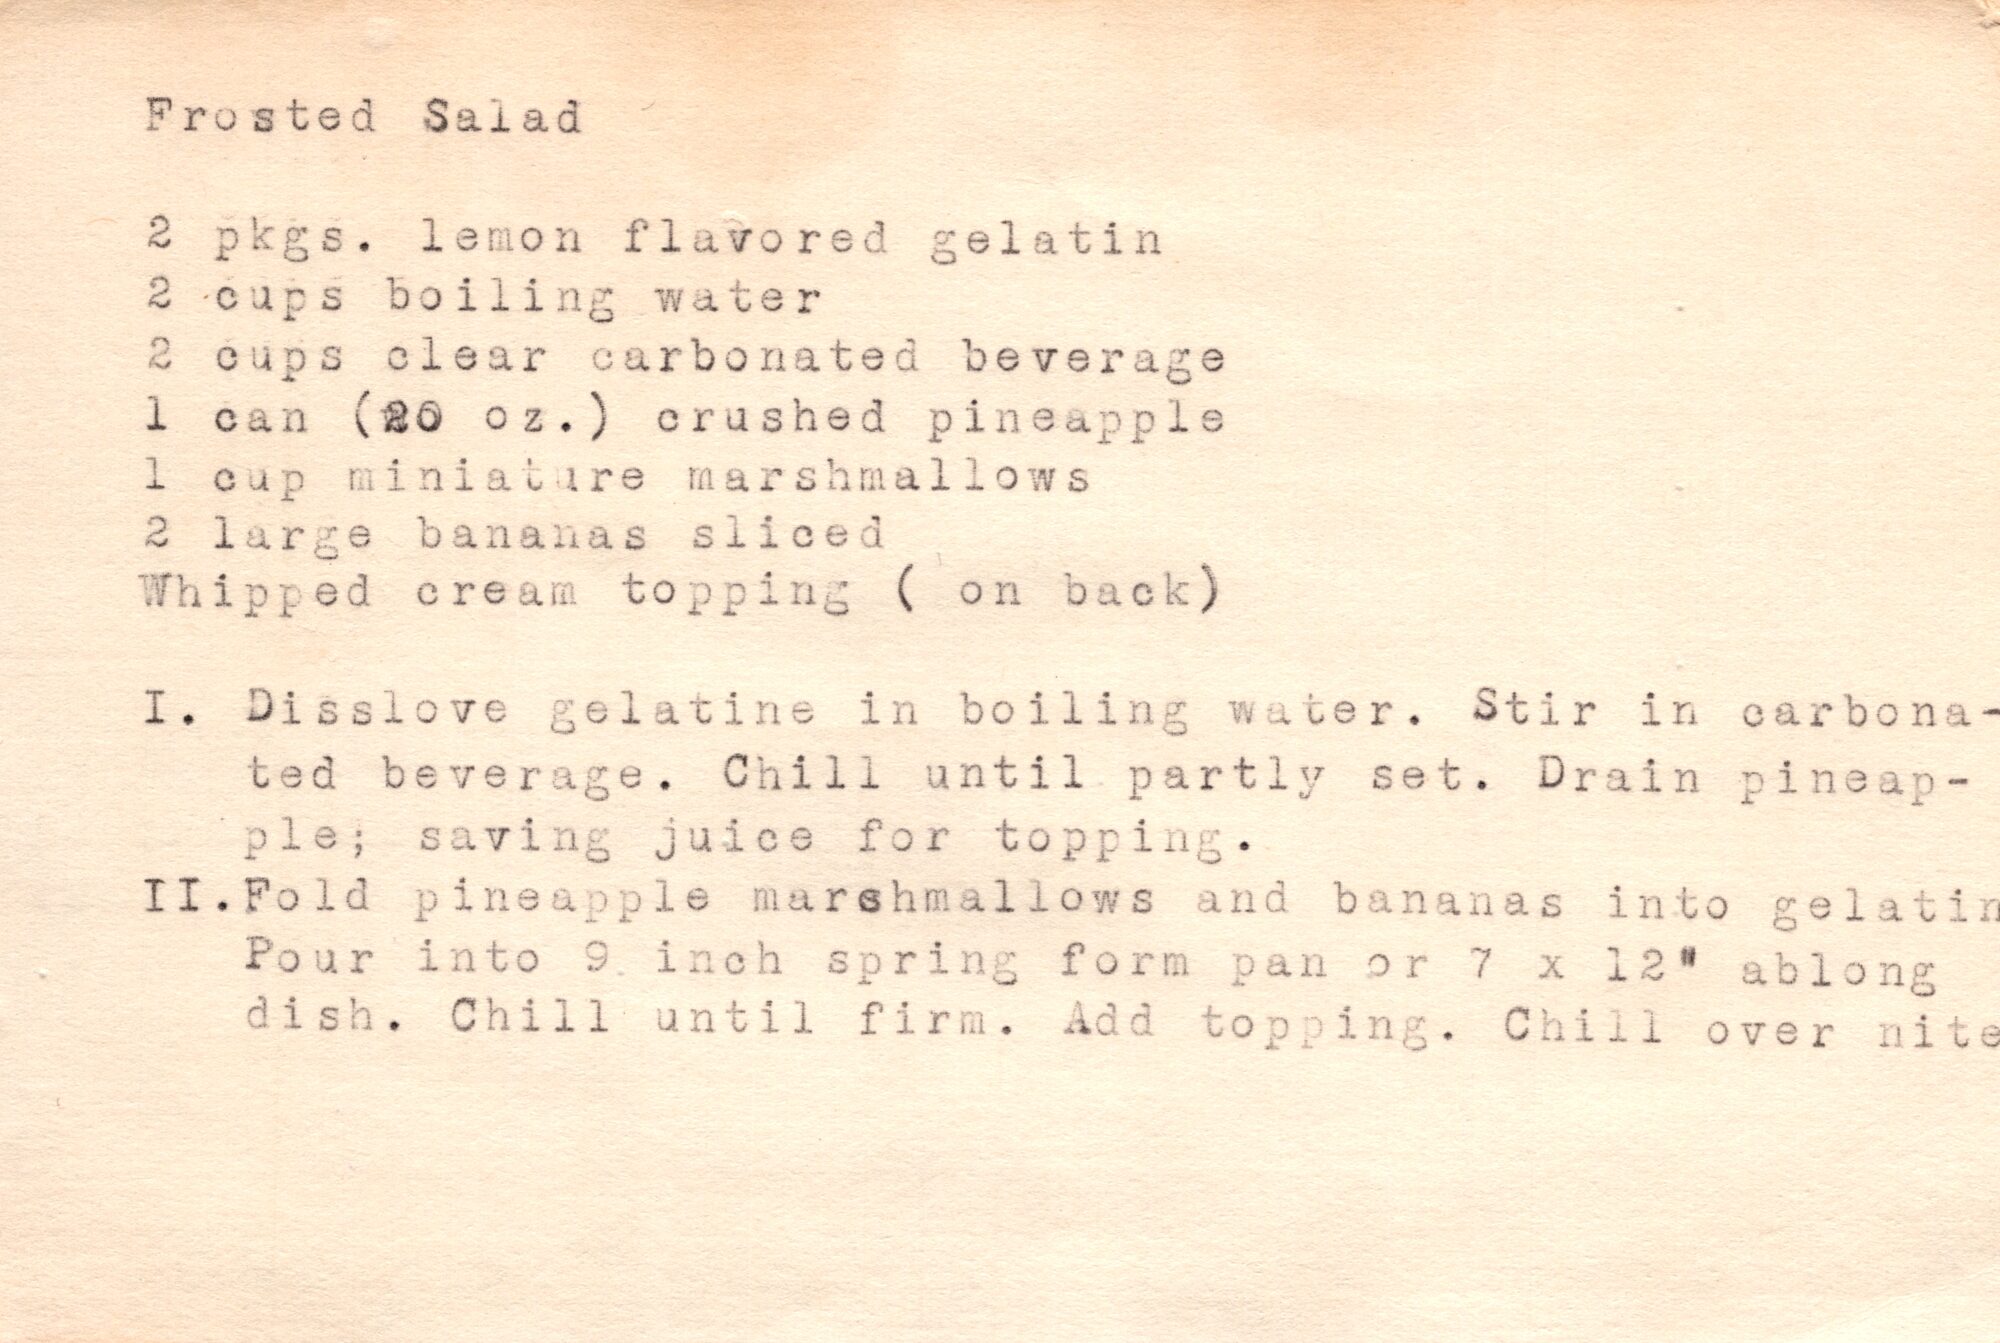 Frosted Salad
2 pkgs. lemon flavored gelatin
2 cups boiling water
2 cups clear carbonated beverage
1 can (20 oz.) crushed pineapple
1 cup miniature marshmallows
2 large bananas sliced
Whipped cream topping ( on back)
I. Disslove gelatine in boiling water. Stir in carbona-
ted beverage. Chill until partly set. Drain pineap-
ple; saving juice for topping.
II.Fold pineapple marshmallows and bananas into gelatin
Pour into 9 inch spring form pan or 7 x 12" ablong
dish. Chill until firm. Add topping. Chill over nite